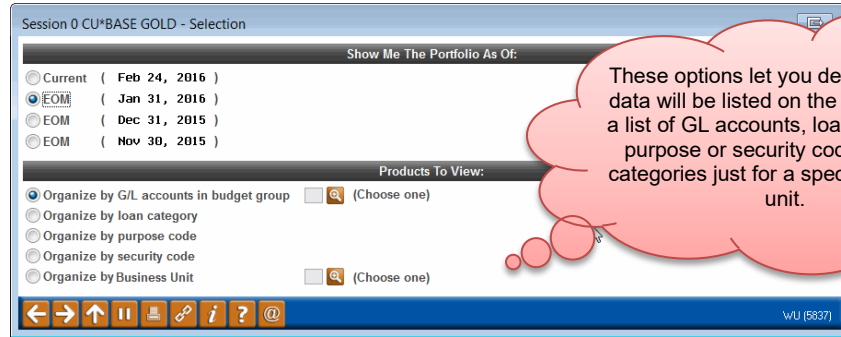 Session 0 CU*BASE GOLD - Selection
Show Me The Portfolio As Of:
Current ( Feb 24, 2016 )
EOM ( Jan 31, 2016 )
EOM ( Dec 31, 2015 )
EOM ( Nov 30, 2015 )
Products To View:
Organize by G/L accounts in budget group (Choose one)
Organize by loan category
Organize by purpose code
Organize by security code
Organize by Business Unit (Choose one)
These options let you de
data will be listed on the
a list of GL accounts, loa
purpose or security coc
categories just for a spec
unit.
i ? @
WU (5837)